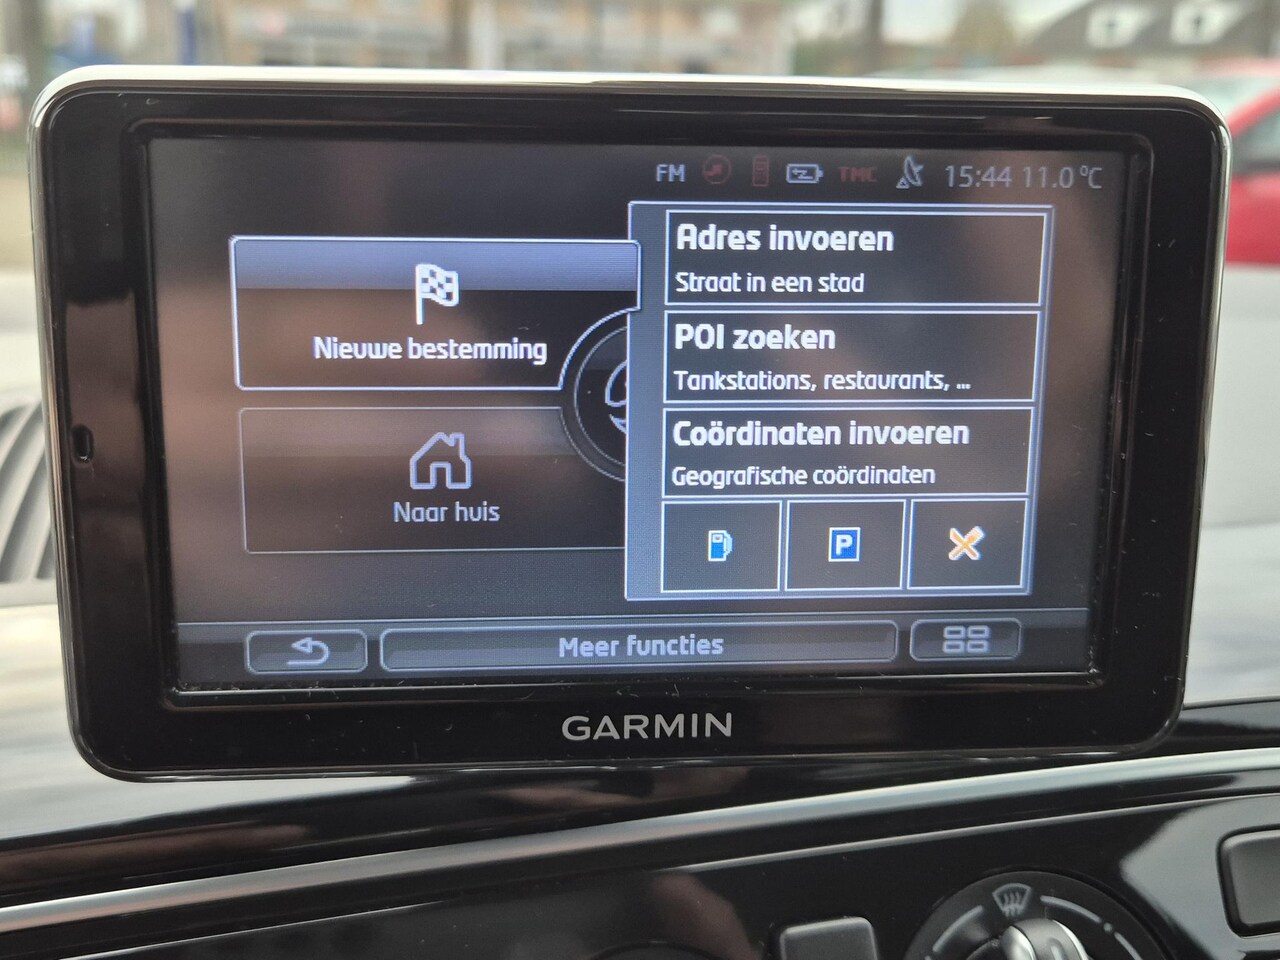 FM TMC 15:44 11.0 °C
Nieuwe bestemming
Naar huis
Adres invoeren
Straat in een stad
POI zoeken
Tankstations, restaurants, ...
Coördinaten invoeren
Geografische coördinaten
P
Meer functies
GARMIN
0